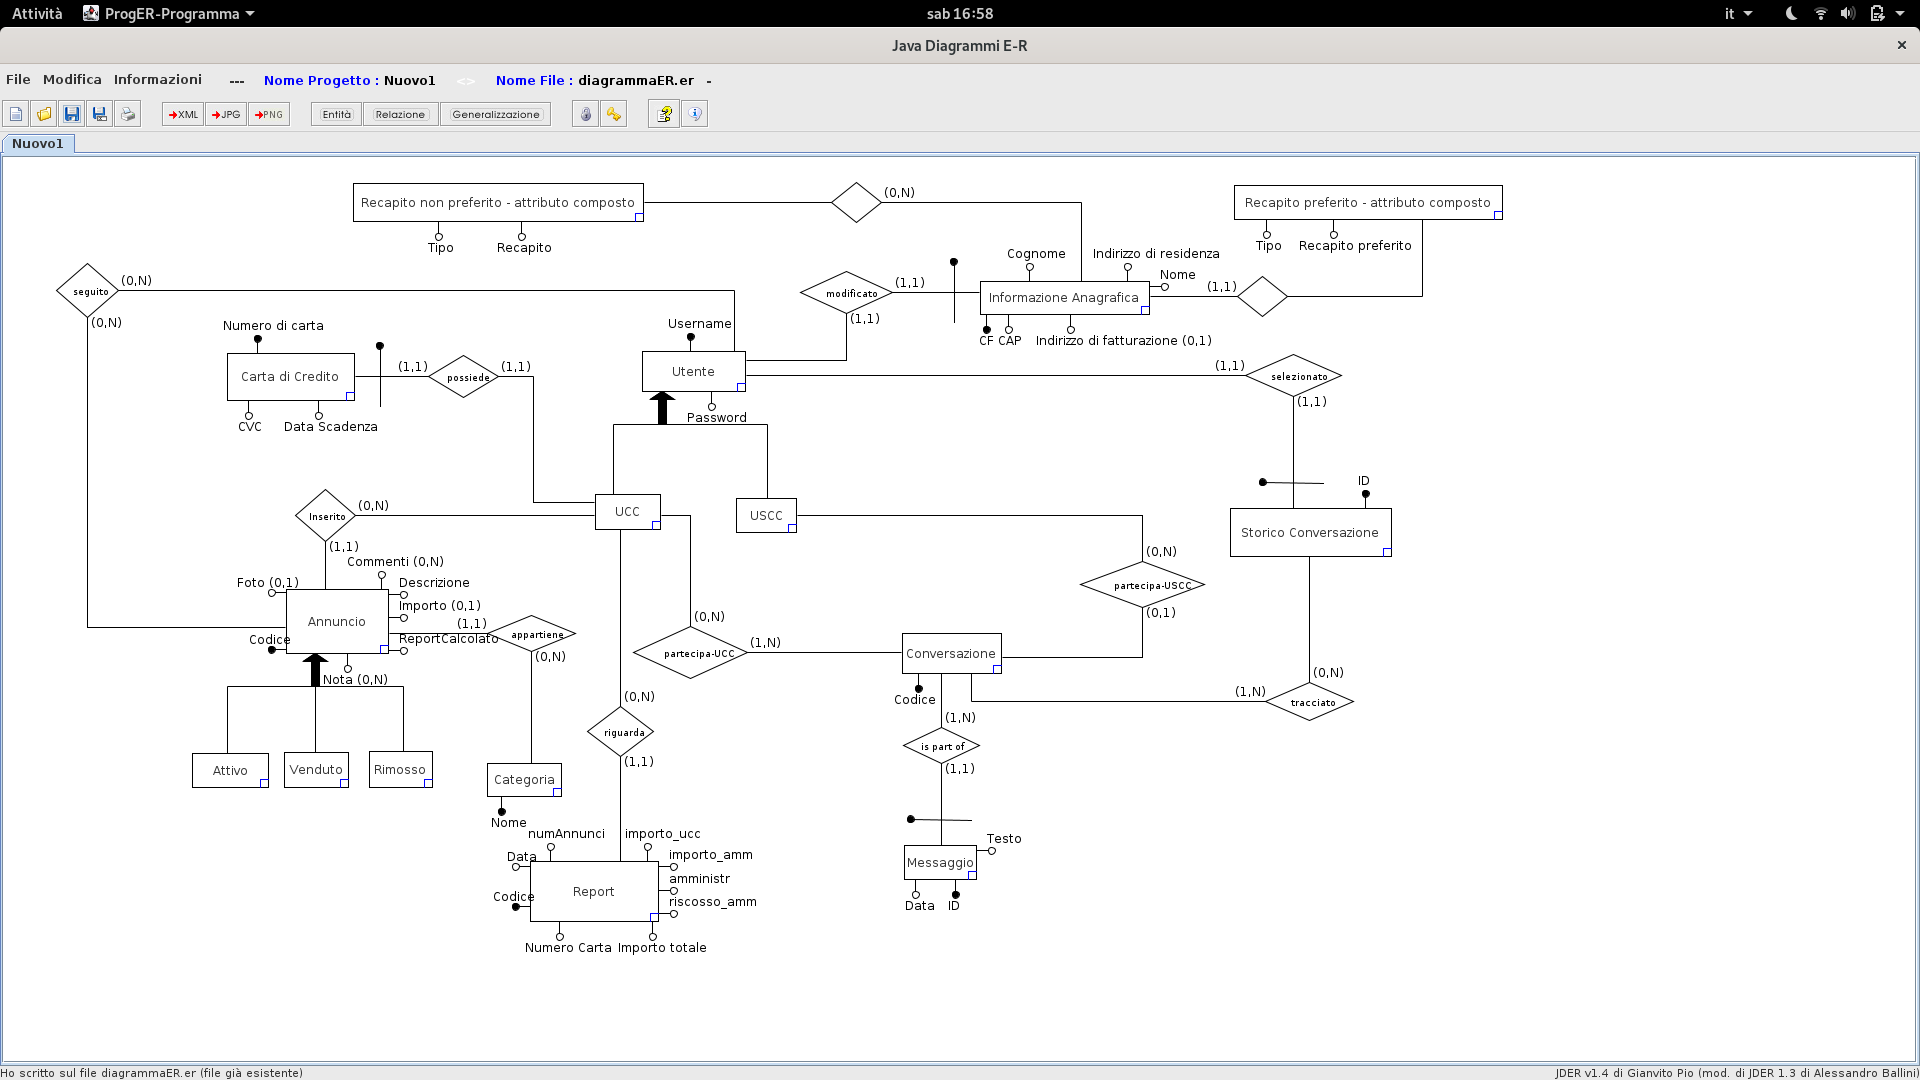 Attività ProgER-Programma sab 16:58 it
Java Diagrammi E-R ×
File Modifica Informazioni --- Nome Progetto : Nuovo1 <> Nome File : diagrammaER.er -
XML JPG PNG Entità Relazione Generalizzazione
Nuovo1
Recapito non preferito - attributo composto
Tipo
Recapito
(0,N)
Recapito preferito - attributo composto
Tipo
Recapito preferito
Cognome
Indirizzo di residenza
Nome
Informazione Anagrafica
CF
CAP
Indirizzo di fatturazione (0,1)
(1,1)
modificato
(1,1)
(1,1)
seguito
(0,N)
(0,N)
Numero di carta
Carta di Credito
CVC
Data Scadenza
(1,1)
possiede
(1,1)
Username
Utente
Password
(1,1)
selezionato
(1,1)
ID
Storico Conversazione
UCC
USCC
Inserito
(0,N)
(1,1)
Commenti (0,N)
Foto (0,1)
Descrizione
Importo (0,1)
Annuncio
(1,1)
ReportCalcolato
Codice
Nota (0,N)
appartiene
(0,N)
Attivo
Venduto
Rimosso
Categoria
Nome
(0,N)
partecipa-UCC
(1,N)
(0,N)
partecipa-USCC
(0,1)
Conversazione
Codice
(0,N)
tracciato
(1,N)
(1,N)
is part of
(1,1)
Messaggio
Testo
Data
ID
(0,N)
riguarda
(1,1)
numAnnunci
importo_ucc
Data
importo_amm
Report
amministr
Codice
riscosso_amm
Numero Carta
Importo totale
Ho scritto sul file diagrammaER.er (file già esistente)
JDER v1.4 di Gianvito Pio (mod. di JDER 1.3 di Alessandro Ballini)